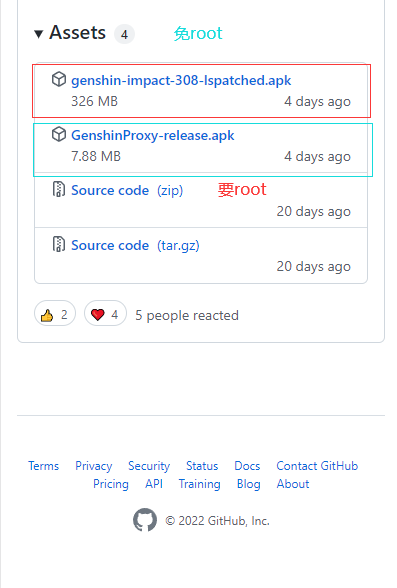 Assets 4 免root
genshin-impact-308-lspatched.apk
326 MB 4 days ago
GenshinProxy-release.apk
7.88 MB 4 days ago
Source code (zip) 要root
20 days ago
Source code (tar.gz)
20 days ago
2 4 5 people reacted
Terms Privacy Security Status Docs Contact GitHub
Pricing API Training Blog About
© 2022 GitHub, Inc.